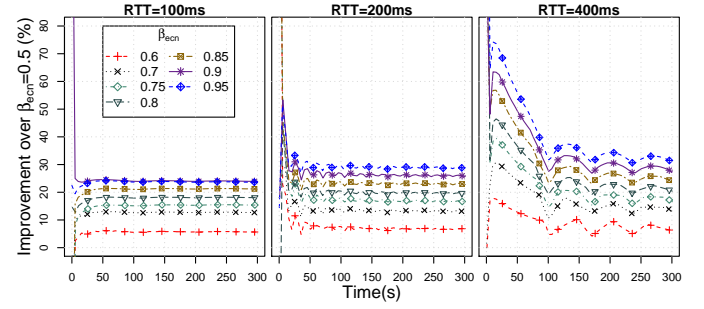 RTT=100ms RTT=200ms RTT=400ms
Improvement over βecn=0.5 (%)
80
70
60
50
40
30
20
10
0
βecn
0.6 0.85
0.7 0.9
0.75 0.95
0.8
0 50 100 150 200 250 300 0 50 100 150 200 250 300 0 50 100 150 200 250 300
Time(s)